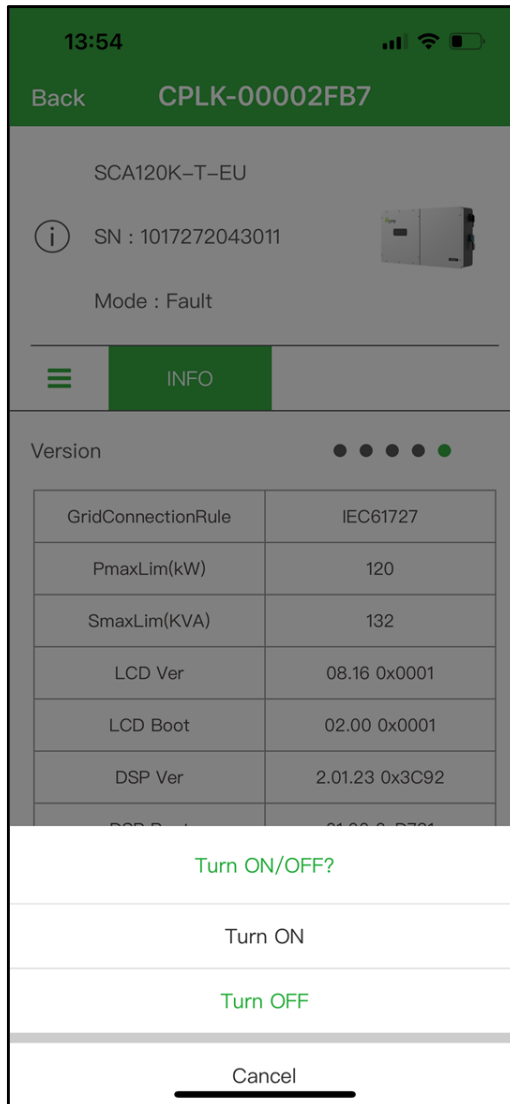 13:54
Back CPLK-00002FB7
SCA120K-T-EU
SN : 1017272043011
Mode : Fault
INFO
Version
GridConnectionRule IEC61727
PmaxLim(kW) 120
SmaxLim(KVA) 132
LCD Ver 08.16 0x0001
LCD Boot 02.00 0x0001
DSP Ver 2.01.23 0x3C92
Turn ON/OFF?
Turn ON
Turn OFF
Cancel